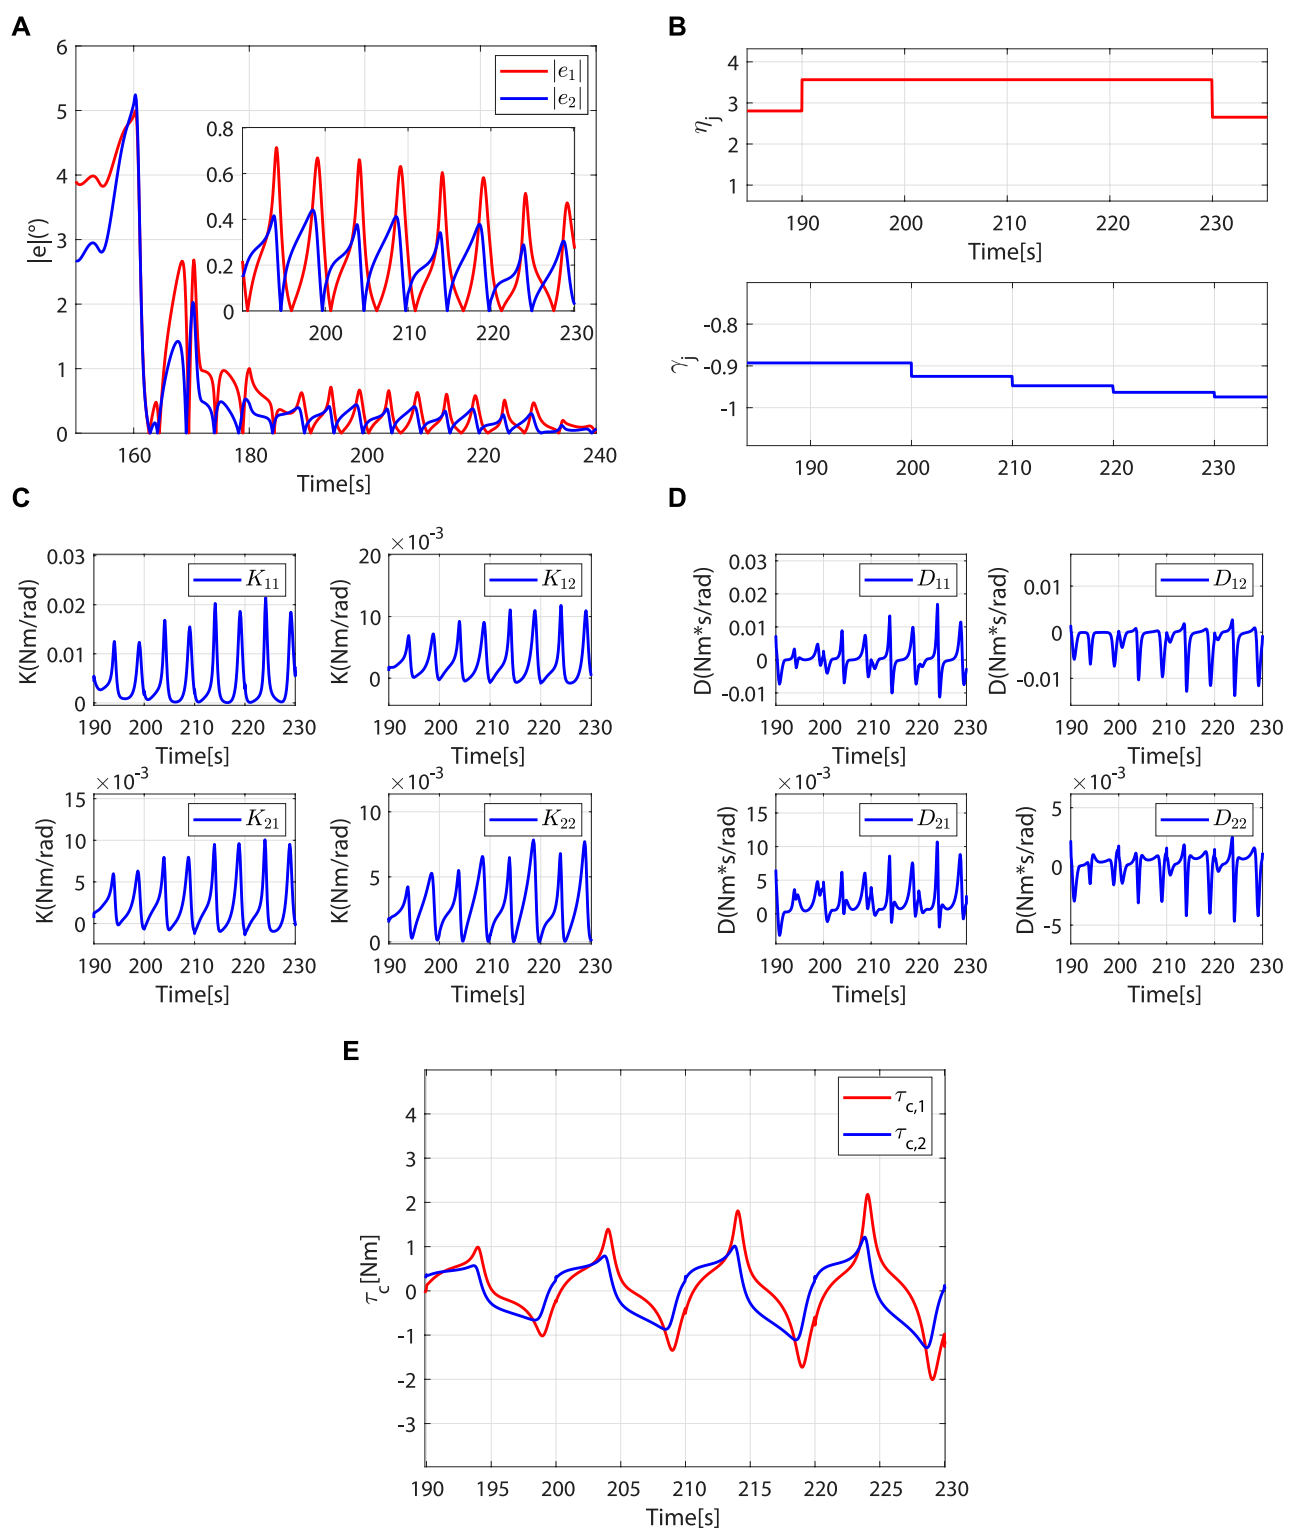 A
6
5
4
3
2
1
0
|e|(°)
|e₁|
|e₂|
0.8
0.6
0.4
0.2
0
200 210 220 230
160 180 200 220 240
Time[s]
B
4
3
2
1
η_j
190 200 210 220 230
Time[s]
-0.8
-0.9
-1
γ_j
190 200 210 220 230
Time[s]
C
0.03
0.02
0.01
0
K(Nm/rad)
K₁₁
190 200 210 220 230
Time[s]
×10⁻³
20
10
0
K(Nm/rad)
K₁₂
190 200 210 220 230
Time[s]
×10⁻³
15
10
5
0
K(Nm/rad)
K₂₁
190 200 210 220 230
Time[s]
×10⁻³
10
5
0
K(Nm/rad)
K₂₂
190 200 210 220 230
Time[s]
D
0.03
0.02
0.01
0
-0.01
D(Nm*s/rad)
D₁₁
190 200 210 220 230
Time[s]
0.01
0
-0.01
D(Nm*s/rad)
D₁₂
190 200 210 220 230
Time[s]
×10⁻³
15
10
5
0
D(Nm*s/rad)
D₂₁
190 200 210 220 230
Time[s]
×10⁻³
5
0
-5
D(Nm*s/rad)
D₂₂
190 200 210 220 230
Time[s]
E
4
3
2
1
0
-1
-2
-3
τ_c[Nm]
τ_c,1
τ_c,2
190 195 200 205 210 215 220 225 230
Time[s]